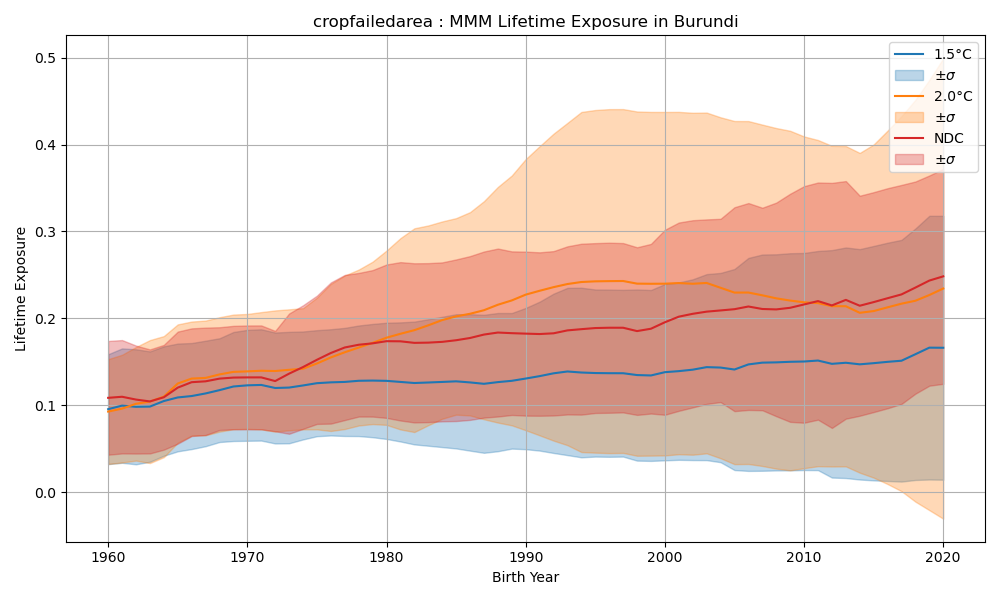 cropfailedarea : MMM Lifetime Exposure in Burundi
Lifetime Exposure
0.5
0.4
0.3
0.2
0.1
0.0
1960
1970
1980
1990
2000
2010
2020
Birth Year
1.5°C
±σ
2.0°C
±σ
NDC
±σ